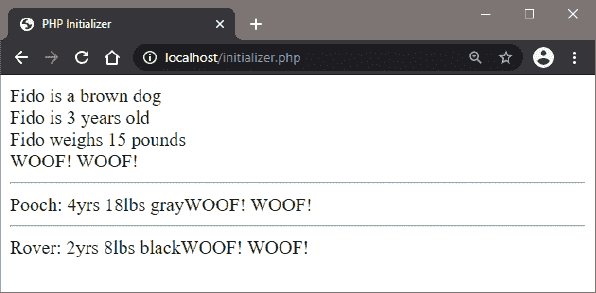 PHP Initializer
localhost/initializer.php
Fido is a brown dog
Fido is 3 years old
Fido weighs 15 pounds
WOOF! WOOF!
Pooch: 4yrs 18lbs grayWOOF! WOOF!
Rover: 2yrs 8lbs blackWOOF! WOOF!